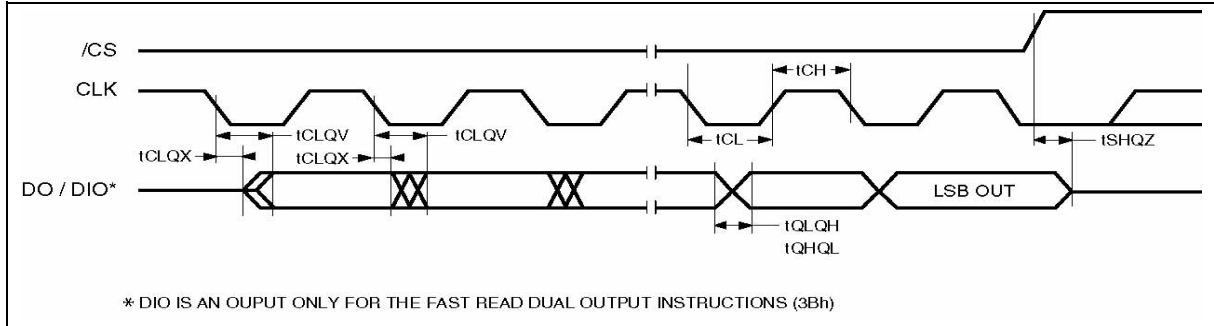 /CS
CLK
tCH
tCLQV
tCLQV
tCL
tSHQZ
tCLQX
tCLQX
DO / DIO*
LSB OUT
tQLQH
tQHQL
* DIO IS AN OUPUT ONLY FOR THE FAST READ DUAL OUTPUT INSTRUCTIONS (3Bh)